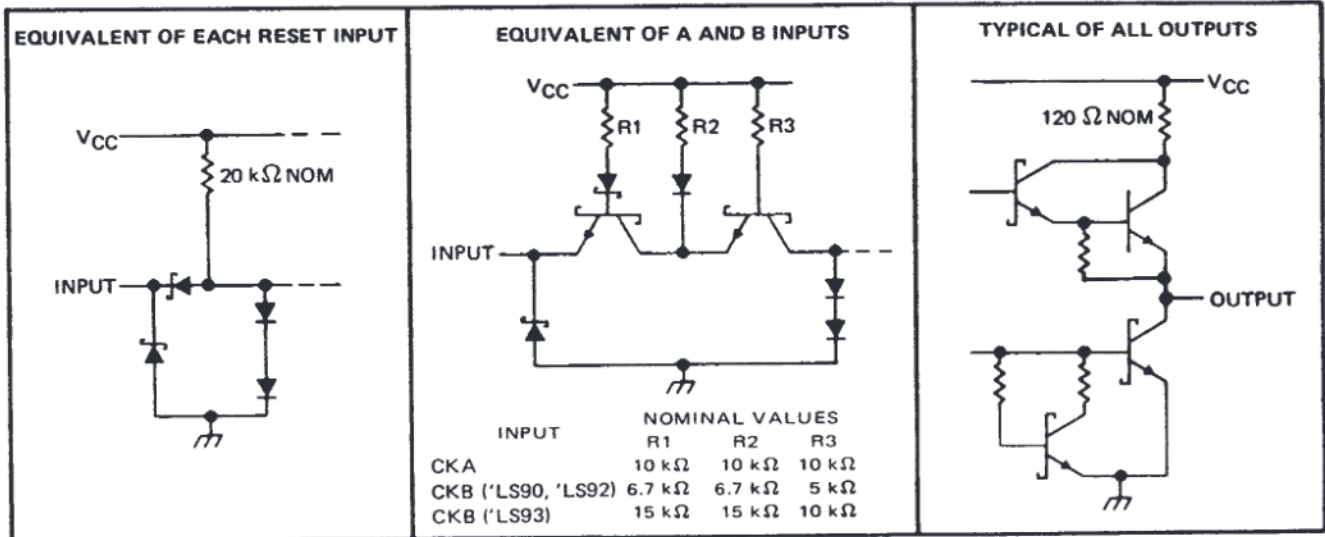 EQUIVALENT OF EACH RESET INPUT
VCC
20 kΩ NOM
INPUT
EQUIVALENT OF A AND B INPUTS
VCC
R1
R2
R3
INPUT
NOMINAL VALUES
INPUT R1 R2 R3
CKA 10 kΩ 10 kΩ 10 kΩ
CKB ('LS90, 'LS92) 6.7 kΩ 6.7 kΩ 5 kΩ
CKB ('LS93) 15 kΩ 15 kΩ 10 kΩ
TYPICAL OF ALL OUTPUTS
VCC
120 Ω NOM
OUTPUT